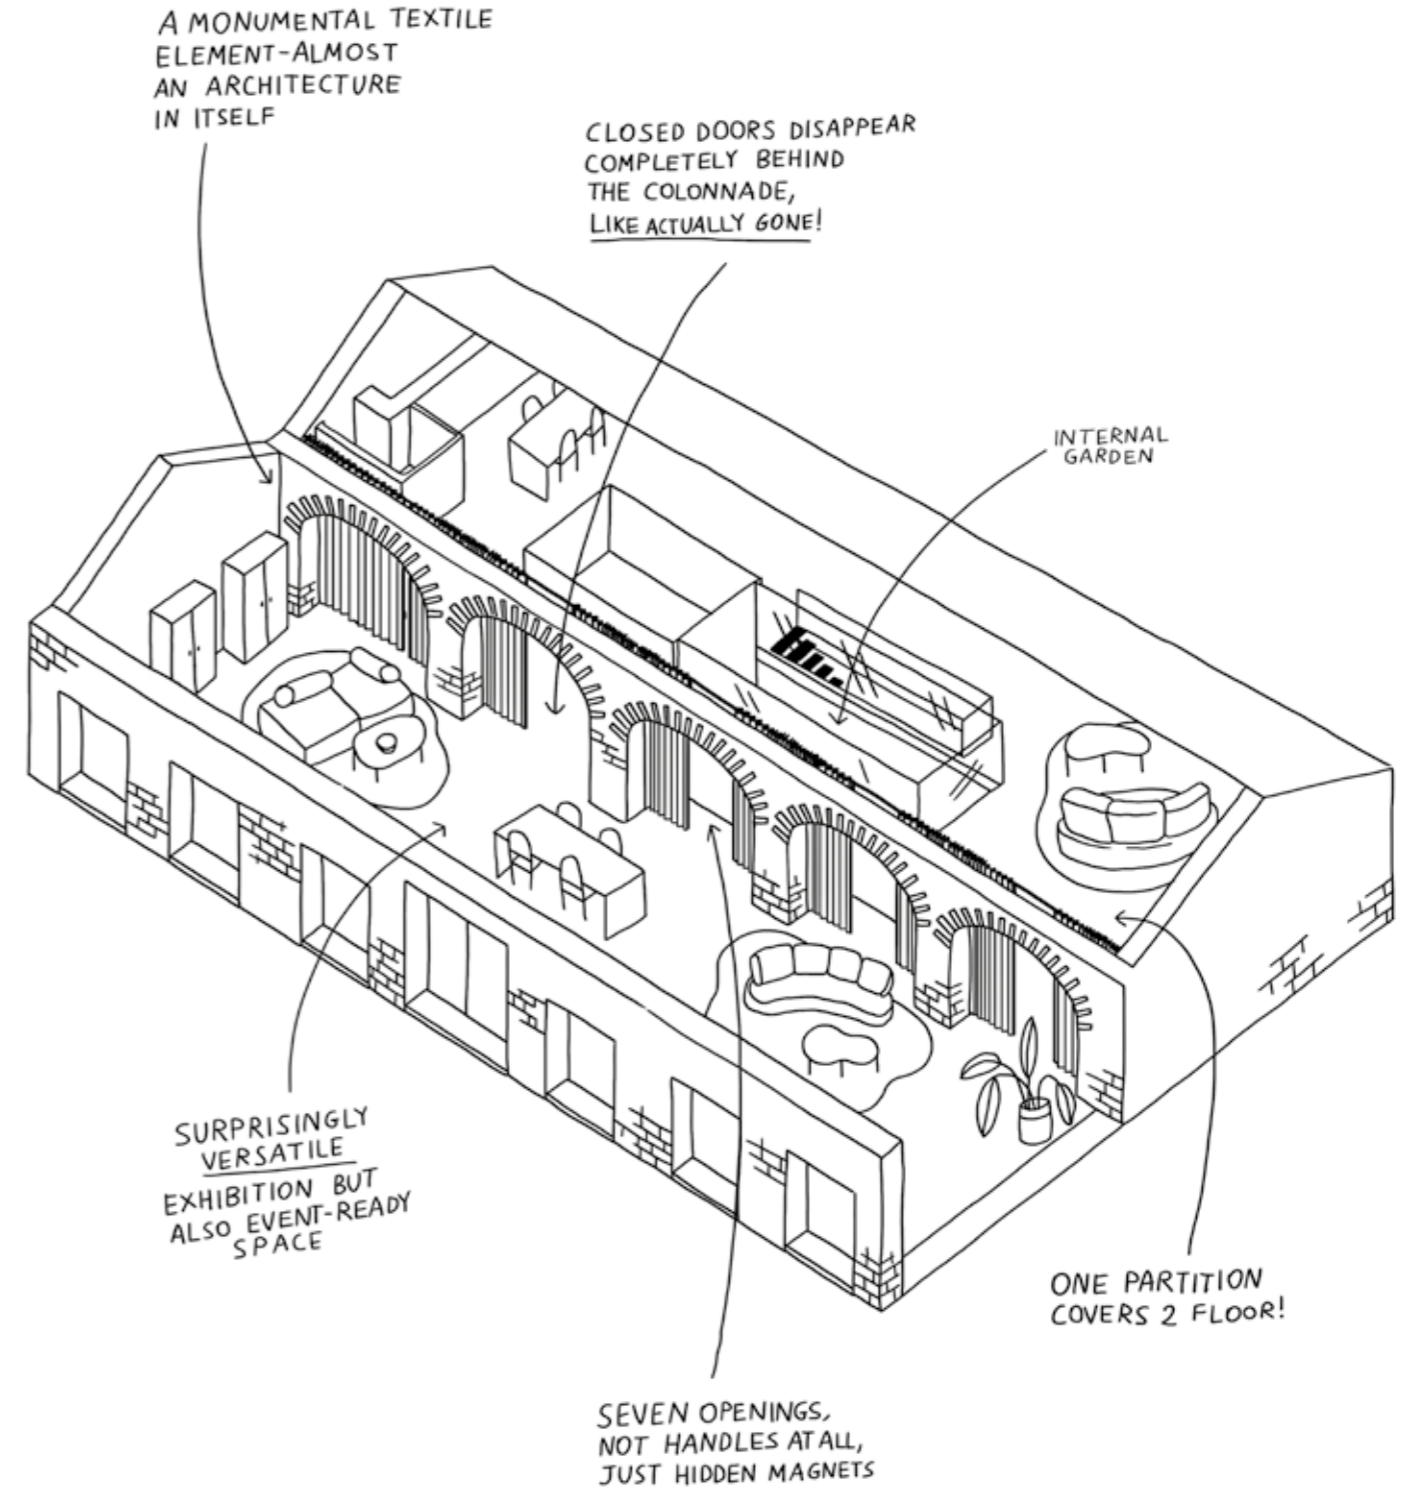 A MONUMENTAL TEXTILE
ELEMENT-ALMOST
AN ARCHITECTURE
IN ITSELF
CLOSED DOORS DISAPPEAR
COMPLETELY BEHIND
THE COLONNADE,
LIKE ACTUALLY GONE!
INTERNAL
GARDEN
SURPRISINGLY
VERSATILE
EXHIBITION BUT
ALSO EVENT-READY
SPACE
ONE PARTITION
COVERS 2 FLOOR!
SEVEN OPENINGS,
NOT HANDLES AT ALL,
JUST HIDDEN MAGNETS